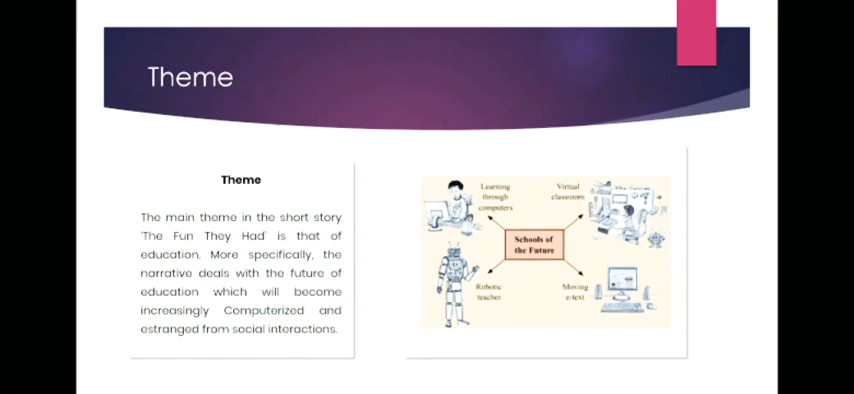 Theme
Theme
The main theme in the short story
'The Fun They Had' is that of
education. More specifically, the
narrative deals with the future of
education which will become
increasingly Computerized and
estranged from social interactions.
Learning
through
computers
Virtual
classroom
Schools of
the Future
Robotic
teacher
Moving
e-text